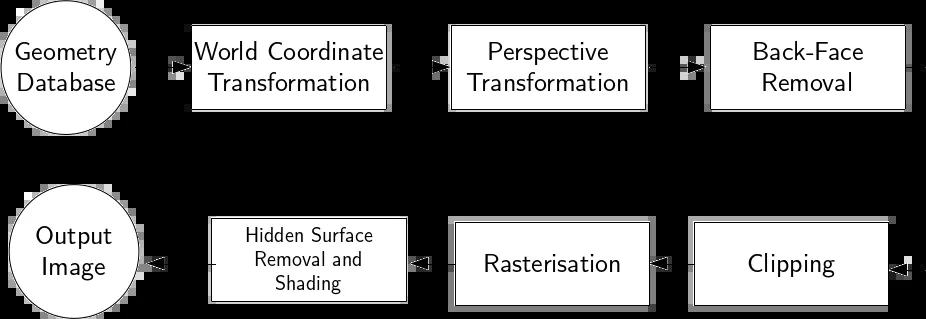 Geometry
Database
World Coordinate
Transformation
Perspective
Transformation
Back-Face
Removal
Output
Image
Hidden Surface
Removal and
Shading
Rasterisation
Clipping